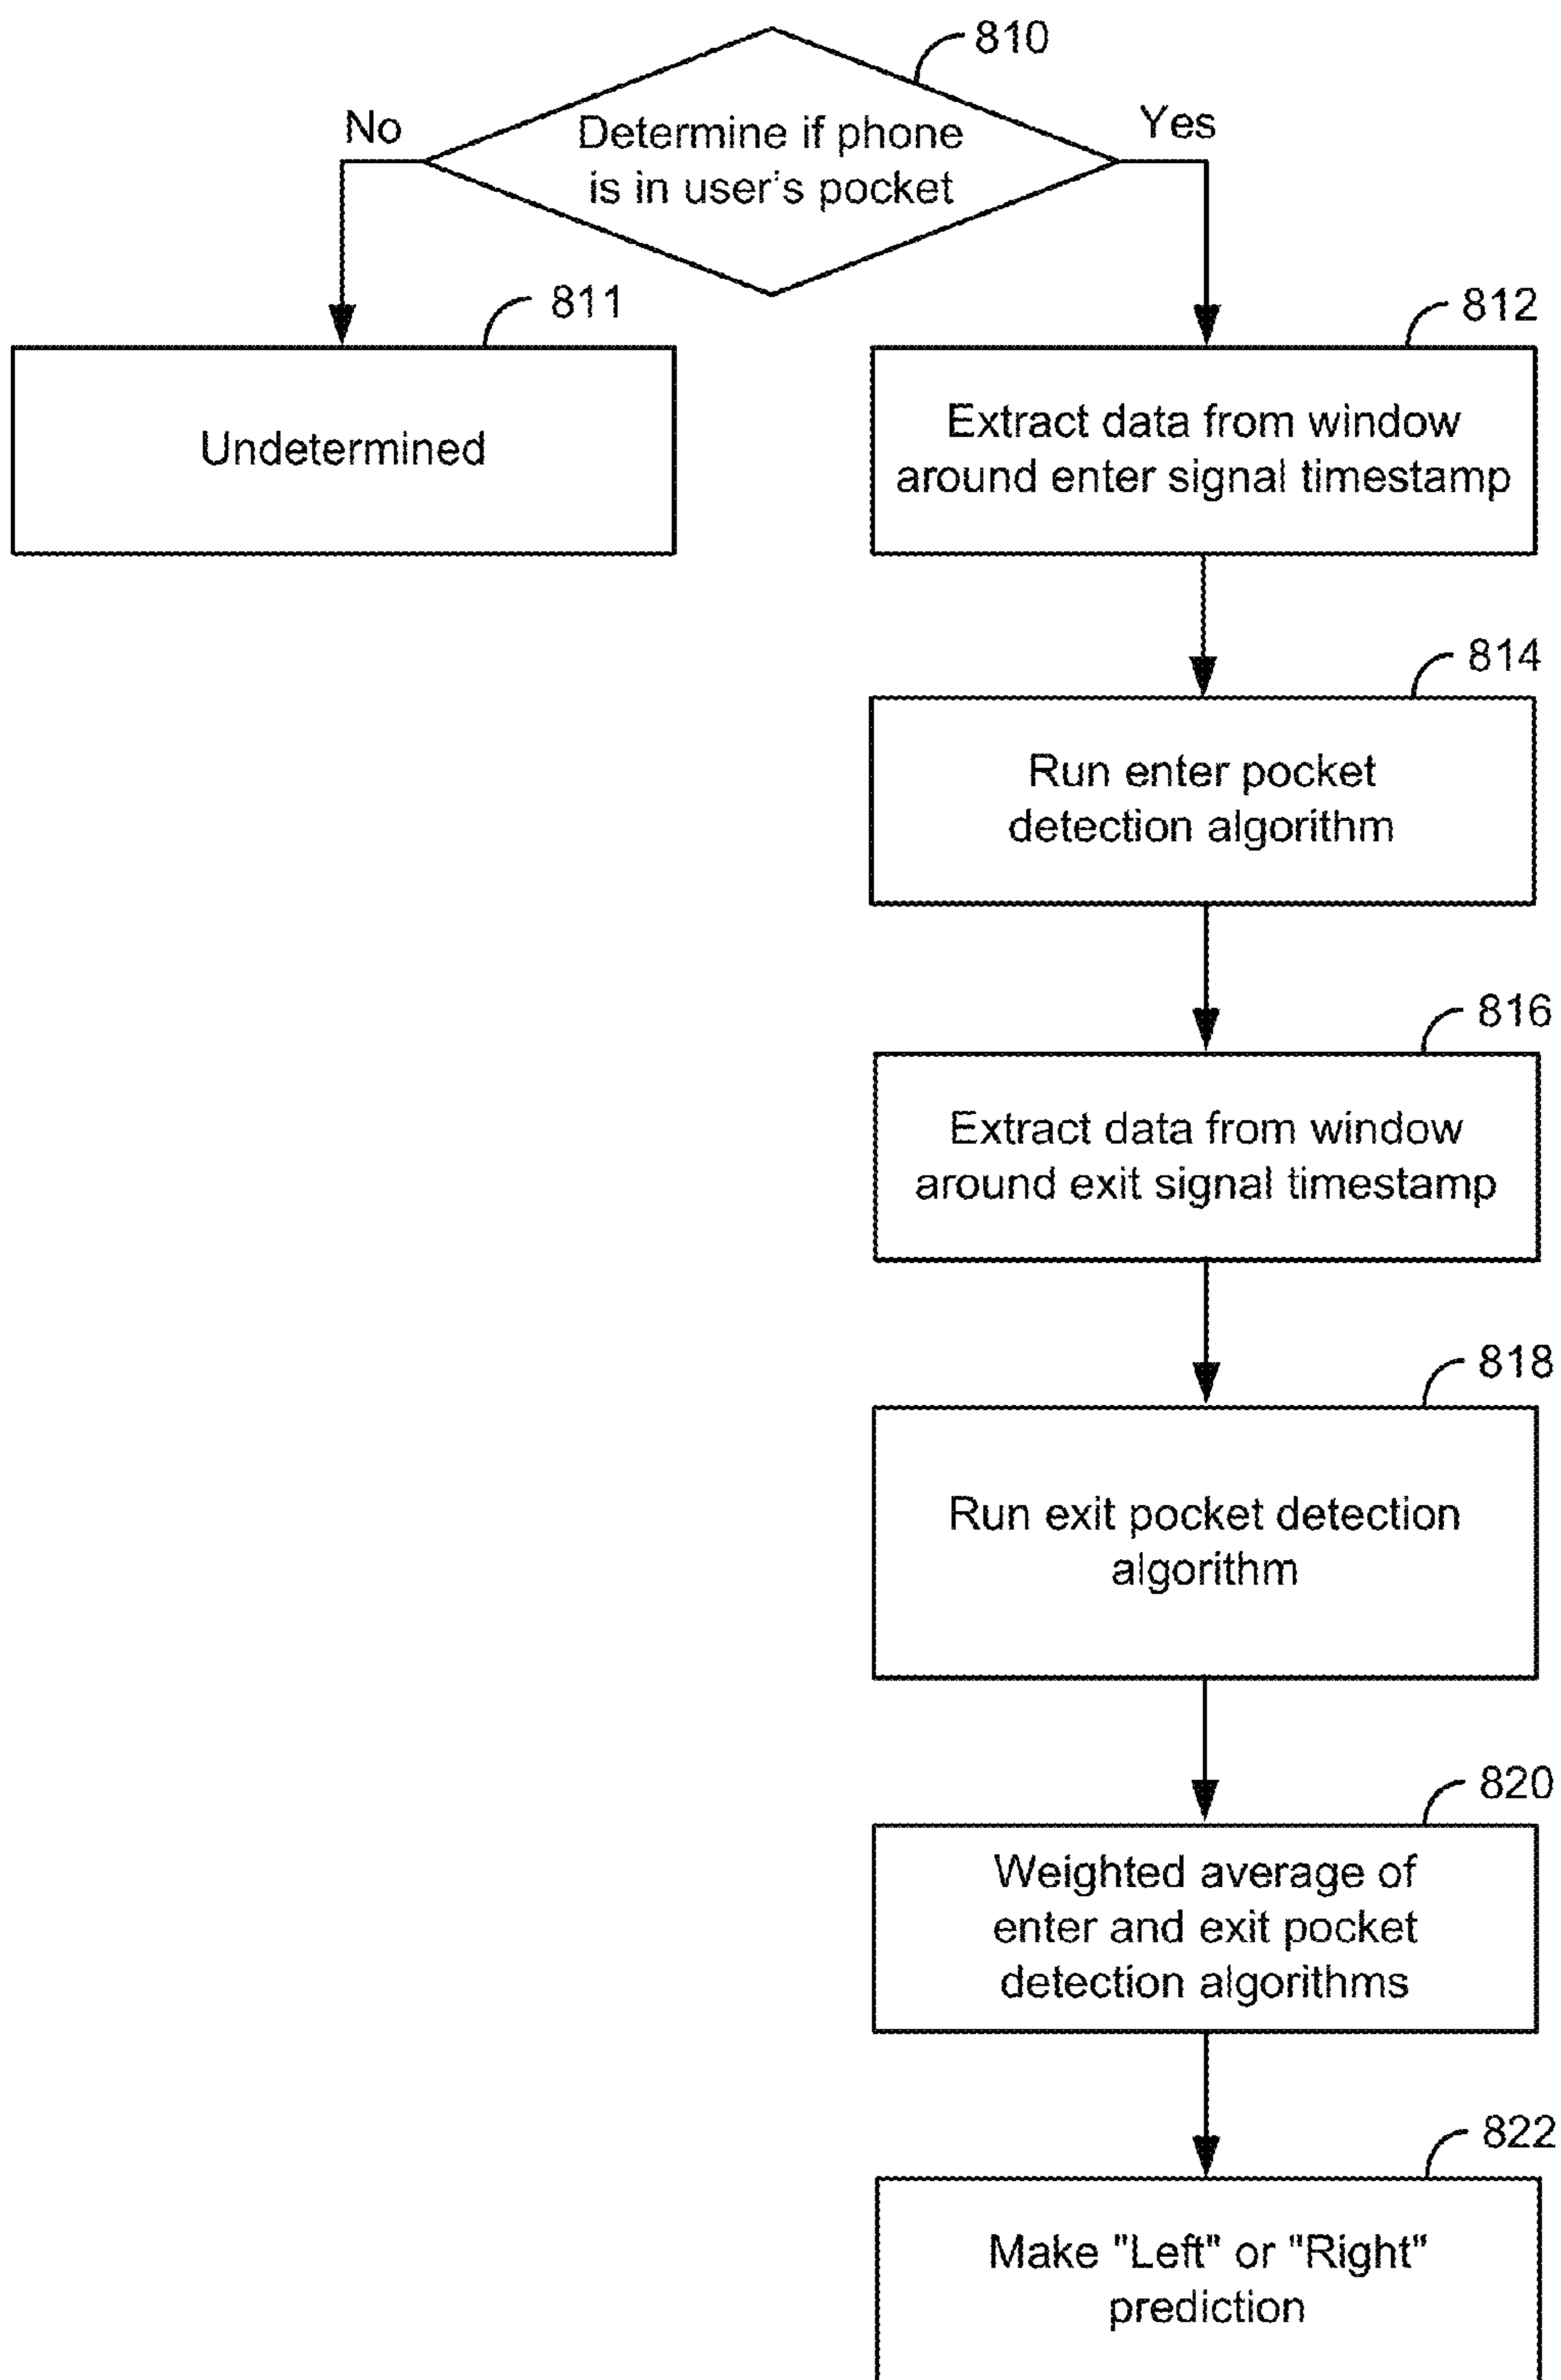 810
Determine if phone
is in user's pocket
No
Yes
811
Undetermined
812
Extract data from window
around enter signal timestamp
814
Run enter pocket
detection algorithm
816
Extract data from window
around exit signal timestamp
818
Run exit pocket detection
algorithm
820
Weighted average of
enter and exit pocket
detection algorithms
822
Make "Left" or "Right"
prediction